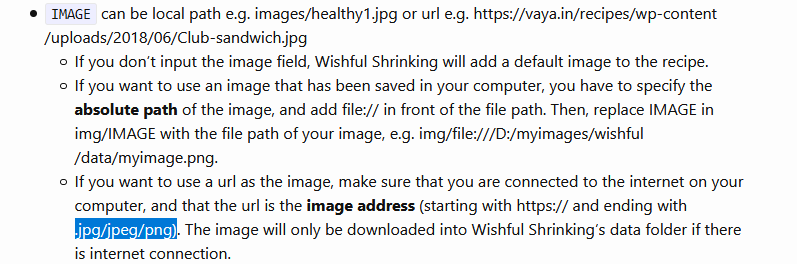 IMAGE can be local path e.g. images/healthy1.jpg or url e.g. https://vaya.in/recipes/wp-content
/uploads/2018/06/Club-sandwich.jpg
If you don’t input the image field, Wishful Shrinking will add a default image to the recipe.
If you want to use an image that has been saved in your computer, you have to specify the
absolute path of the image, and add file:// in front of the file path. Then, replace IMAGE in
img/IMAGE with the file path of your image, e.g. img/file:///D:/myimages/wishful
/data/myimage.png.
If you want to use a url as the image, make sure that you are connected to the internet on your
computer, and that the url is the image address (starting with https:// and ending with
.jpg/jpeg/png). The image will only be downloaded into Wishful Shrinking’s data folder if there
is internet connection.